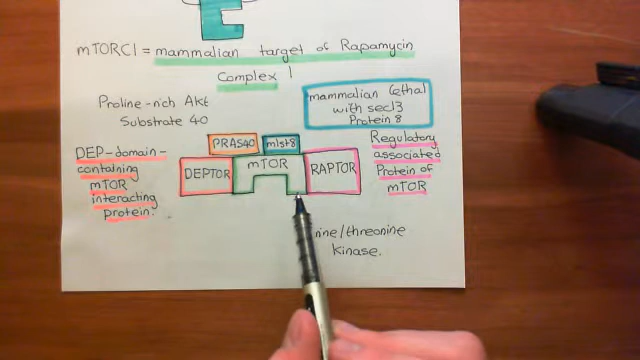 mTORC1 = mammalian target of Rapamycin
Complex 1
Proline-rich Akt
Substrate 40
mammalian lethal
with sec13
Protein 8
DEP-domain-
containing
mTOR
interacting
protein.
PRAS40
mlst8
DEPTOR
mTOR
RAPTOR
Regulatory
associated
Protein of
mTOR
nine/threonine
kinase.